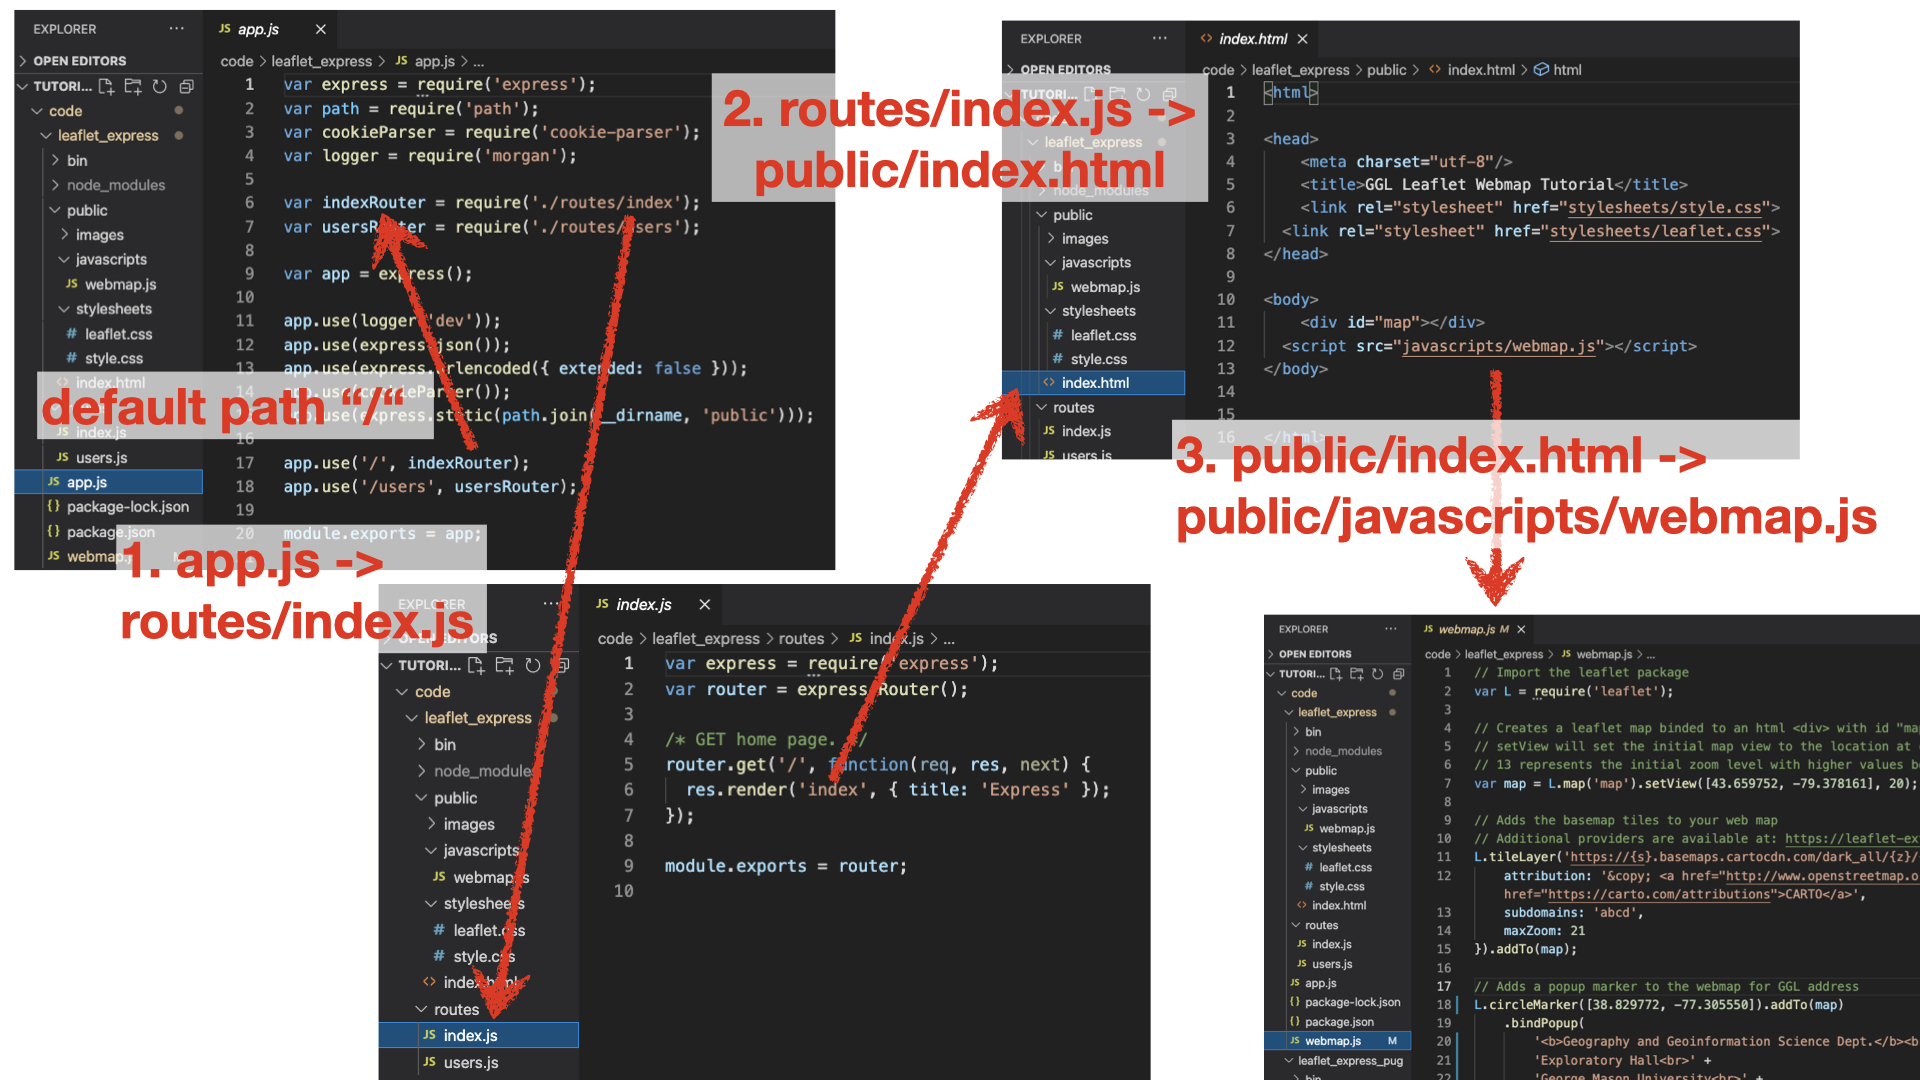 EXPLORER ...
OPEN EDITORS
TUTORI...
code
leaflet_express
bin
node_modules
public
images
javascripts
JS webmap.js
stylesheets
# leaflet.css
# style.css
<> index.html
JS index.js
JS users.js
JS app.js
{} package-lock.json
{} package.json
JS webmap.
JS app.js ×
code > leaflet_express > JS app.js > ...
1 var express = require('express');
2 var path = require('path');
3 var cookieParser = require('cookie-parser');
4 var logger = require('morgan');
5
6 var indexRouter = require('./routes/index');
7 var usersRouter = require('./routes/users');
8
9 var app = express();
10
11 app.use(logger('dev'));
12 app.use(express.json());
13 app.use(express.urlencoded({ extended: false }));
14 app.use(cookieParser());
app.use(express.static(path.join(__dirname, 'public')));
16
17 app.use('/', indexRouter);
18 app.use('/users', usersRouter);
19
20 module.exports = app;
default path “/“
1. app.js ->
routes/index.js
2. routes/index.js ->
public/index.html
EXPLORER ...
OPEN EDITORS
TUTORI...
code
leaflet_express
bin
node_modules
public
images
javascripts
JS webmap.js
stylesheets
# leaflet.css
# style.css
<> index.html
routes
JS index.js
JS users.js
JS index.js ×
code > leaflet_express > routes > JS index.js > ...
1 var express = require('express');
2 var router = express.Router();
3
4 /* GET home page. */
5 router.get('/', function(req, res, next) {
6 res.render('index', { title: 'Express' });
7 });
8
9 module.exports = router;
10
EXPLORER ...
OPEN EDITORS
TUTORI...
leaflet_express
node_modules
public
images
javascripts
JS webmap.js
stylesheets
# leaflet.css
# style.css
<> index.html
routes
JS index.js
JS users.js
<> index.html ×
code > leaflet_express > public > <> index.html > html
1 <html>
2
3 <head>
4 <meta charset="utf-8"/>
5 <title>GGL Leaflet Webmap Tutorial</title>
6 <link rel="stylesheet" href="stylesheets/style.css">
7 <link rel="stylesheet" href="stylesheets/leaflet.css">
8 </head>
9
10 <body>
11 <div id="map"></div>
12 <script src="javascripts/webmap.js"></script>
13 </body>
14
15
16 </html>
3. public/index.html ->
public/javascripts/webmap.js
EXPLORER ...
OPEN EDITORS
TUTORI...
code
leaflet_express
bin
node_modules
public
images
javascripts
JS webmap.js
stylesheets
# leaflet.css
# style.css
<> index.html
routes
JS index.js
JS users.js
JS app.js
{} package-lock.json
{} package.json
JS webmap.js M
leaflet_express_pug
bin
JS webmap.js M ×
code > leaflet_express > JS webmap.js > ...
1 // Import the leaflet package
2 var L = require('leaflet');
3
4 // Creates a leaflet map binded to an html <div> with id "map
5 // setView will set the initial map view to the location at
6 // 13 represents the initial zoom level with higher values
7 var map = L.map('map').setView([43.659752, -79.378161], 20);
8
9 // Adds the basemap tiles to your web map
10 // Additional providers are available at: https://leaflet-ex
11 L.tileLayer('https://{s}.basemaps.cartocdn.com/dark_all/{z}/
12 attribution: '&copy; <a href="http://www.openstreetmap.o
href="https://carto.com/attributions">CARTO</a>',
13 subdomains: 'abcd',
14 maxZoom: 21
15 }).addTo(map);
16
17 // Adds a popup marker to the webmap for GGL address
18 L.circleMarker([38.829772, -77.305550]).addTo(map)
19 .bindPopup(
20 '<b>Geography and Geoinformation Science Dept.</b><b
21 'Exploratory Hall<br>' +
22 'George Mason University<br>' +